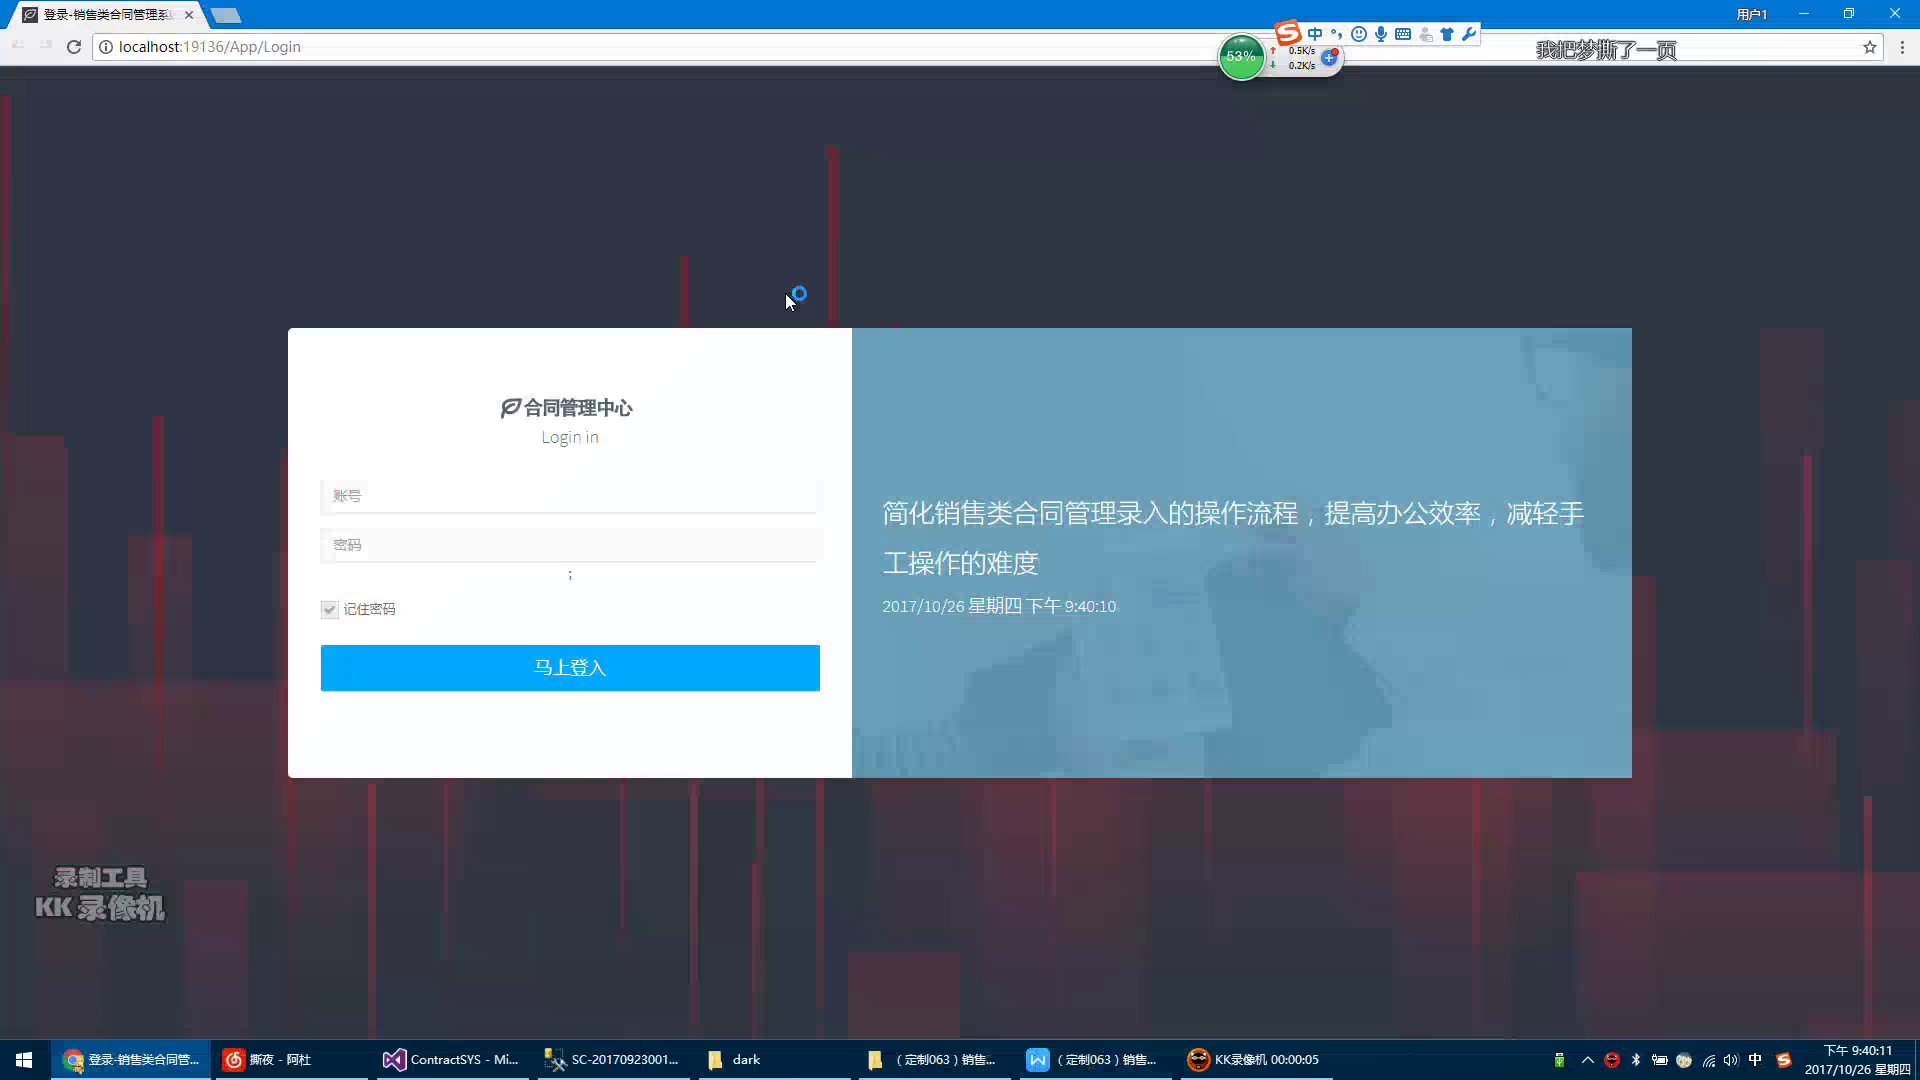 登录-销售类合同管理系
用户1
localhost:19136/App/Login
53%
0.5K/s
0.2K/s
中
我把梦撕了一页
合同管理中心
Login in
账号
密码
;
记住密码
马上登入
简化销售类合同管理录入的操作流程，提高办公效率，减轻手
工操作的难度
2017/10/26 星期四 下午 9:40:10
录制工具
KK 录像机
登录-销售类合同管...
撕夜 - 阿杜
ContractSYS - Mi...
SC-20170923001...
dark
（定制063）销售...
（定制063）销售...
KK录像机 00:00:05
中
下午 9:40:11
2017/10/26 星期四